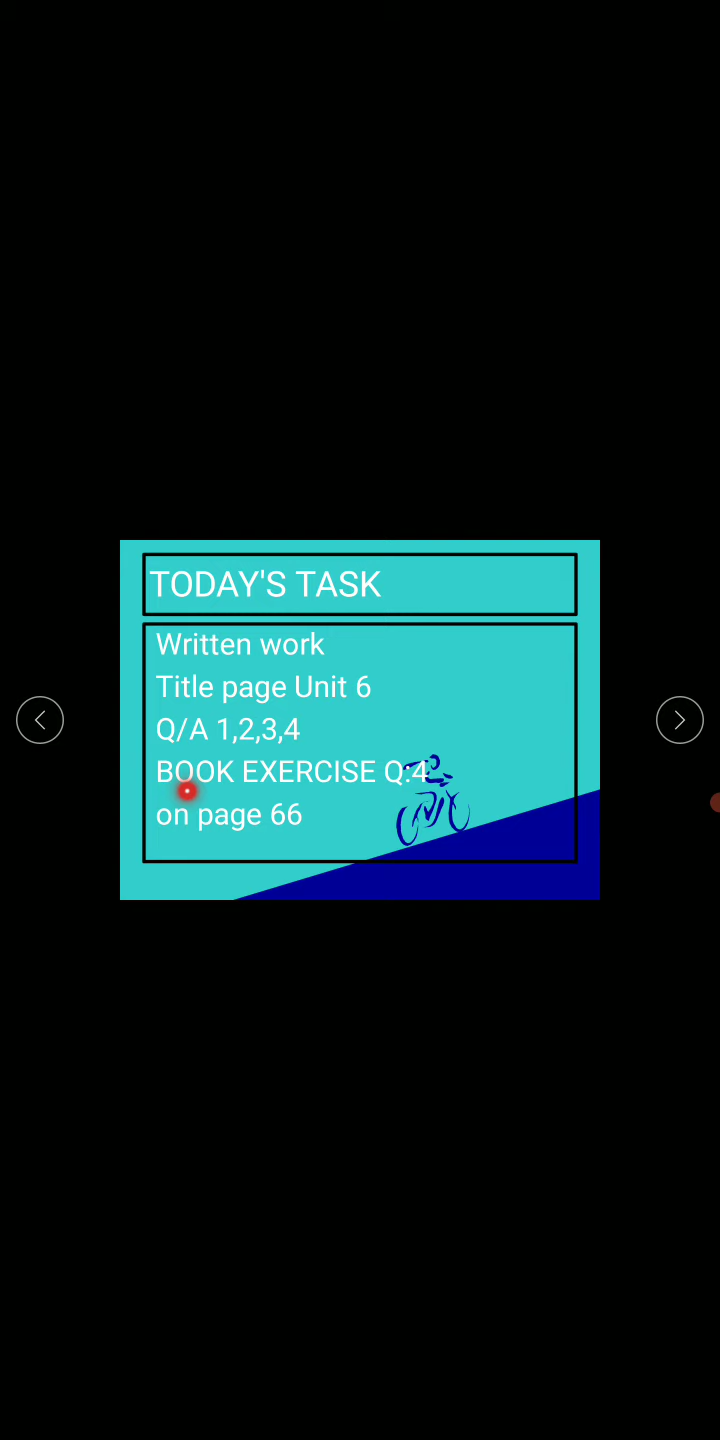 TODAY'S TASK
Written work
Title page Unit 6
Q/A 1,2,3,4
BOOK EXERCISE Q:4
on page 66